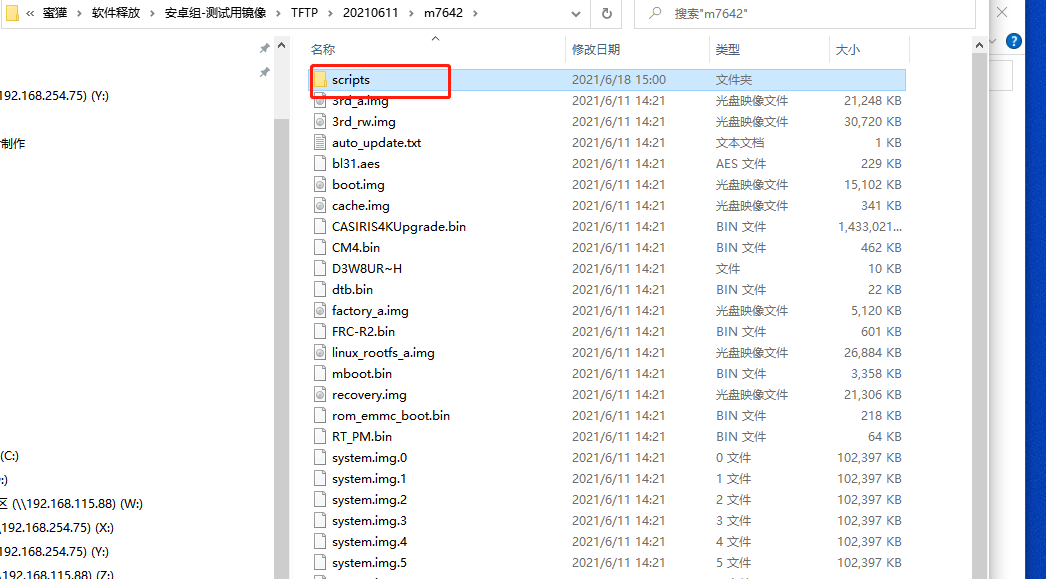 « 蜜獾 › 软件释放 › 安卓组-测试用镜像 › TFTP › 20210611 › m7642 › 搜索"m7642"
名称 修改日期 类型 大小
scripts 2021/6/18 15:00 文件夹
3rd_a.img 2021/6/11 14:21 光盘映像文件 21,248 KB
192.168.254.75) (Y:)
3rd_rw.img 2021/6/11 14:21 光盘映像文件 30,720 KB
auto_update.txt 2021/6/11 14:21 文本文档 1 KB
制作
bl31.aes 2021/6/11 14:21 AES 文件 229 KB
boot.img 2021/6/11 14:21 光盘映像文件 15,102 KB
cache.img 2021/6/11 14:21 光盘映像文件 341 KB
CASIRIS4KUpgrade.bin 2021/6/11 14:21 BIN 文件 1,433,021...
CM4.bin 2021/6/11 14:21 BIN 文件 462 KB
D3W8UR~H 2021/6/11 14:21 文件 10 KB
dtb.bin 2021/6/11 14:21 BIN 文件 22 KB
factory_a.img 2021/6/11 14:21 光盘映像文件 5,120 KB
FRC-R2.bin 2021/6/11 14:21 BIN 文件 601 KB
linux_rootfs_a.img 2021/6/11 14:21 光盘映像文件 26,884 KB
mboot.bin 2021/6/11 14:21 BIN 文件 3,358 KB
recovery.img 2021/6/11 14:21 光盘映像文件 21,306 KB
rom_emmc_boot.bin 2021/6/11 14:21 BIN 文件 218 KB
RT_PM.bin 2021/6/11 14:21 BIN 文件 64 KB
(C:)
system.img.0 2021/6/11 14:21 0 文件 102,397 KB
:)
system.img.1 2021/6/11 14:21 1 文件 102,397 KB
区 (\\192.168.115.88) (W:)
system.img.2 2021/6/11 14:21 2 文件 102,397 KB
\192.168.254.75) (X:)
system.img.3 2021/6/11 14:21 3 文件 102,397 KB
192.168.254.75) (Y:)
system.img.4 2021/6/11 14:21 4 文件 102,397 KB
system.img.5 2021/6/11 14:21 5 文件 102,397 KB
192.168.115.88) (Z:)